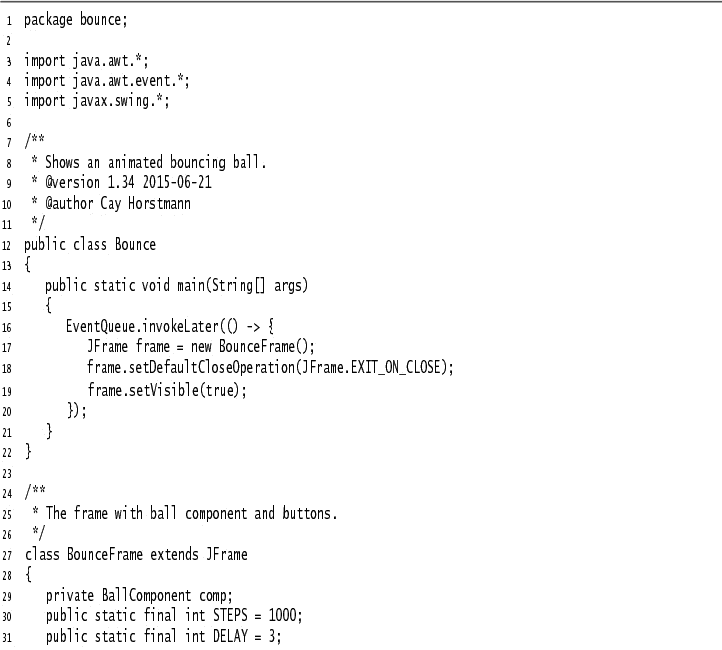 1 package bounce;
2
3 import java.awt.*;
4 import java.awt.event.*;
5 import javax.swing.*;
6
7 /**
8  * Shows an animated bouncing ball.
9  * @version 1.34 2015-06-21
10  * @author Cay Horstmann
11  */
12 public class Bounce
13 {
14    public static void main(String[] args)
15    {
16       EventQueue.invokeLater(() -> {
17          JFrame frame = new BounceFrame();
18          frame.setDefaultCloseOperation(JFrame.EXIT_ON_CLOSE);
19          frame.setVisible(true);
20       });
21    }
22 }
23
24 /**
25  * The frame with ball component and buttons.
26  */
27 class BounceFrame extends JFrame
28 {
29    private BallComponent comp;
30    public static final int STEPS = 1000;
31    public static final int DELAY = 3;